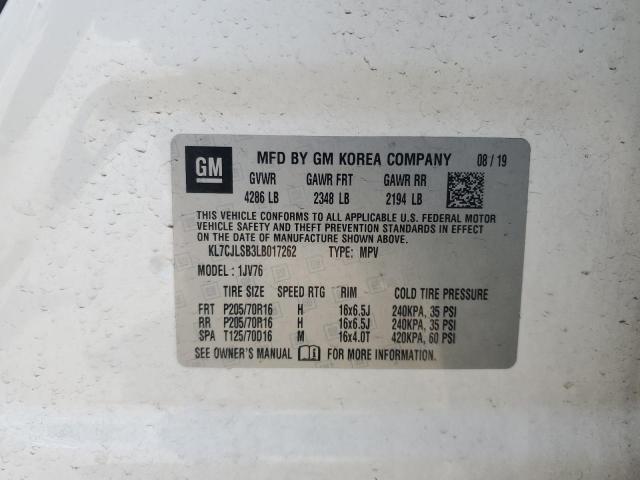 GM MFD BY GM KOREA COMPANY 08/19
GVWR GAWR FRT GAWR RR
4286 LB 2348 LB 2194 LB
THIS VEHICLE CONFORMS TO ALL APPLICABLE U.S. FEDERAL MOTOR
VEHICLE SAFETY AND THEFT PREVENTION STANDARDS IN EFFECT
ON THE DATE OF MANUFACTURE SHOWN ABOVE.
KL7CJLSB3LB017262 TYPE: MPV
MODEL: 1JV76
TIRE SIZE SPEED RTG RIM COLD TIRE PRESSURE
FRT P205/70R16 H 16x6.5J 240KPA, 35 PSI
RR P205/70R16 H 16x6.5J 240KPA, 35 PSI
SPA T125/70D16 M 16x4.0T 420KPA, 60 PSI
SEE OWNER'S MANUAL FOR MORE INFORMATION.